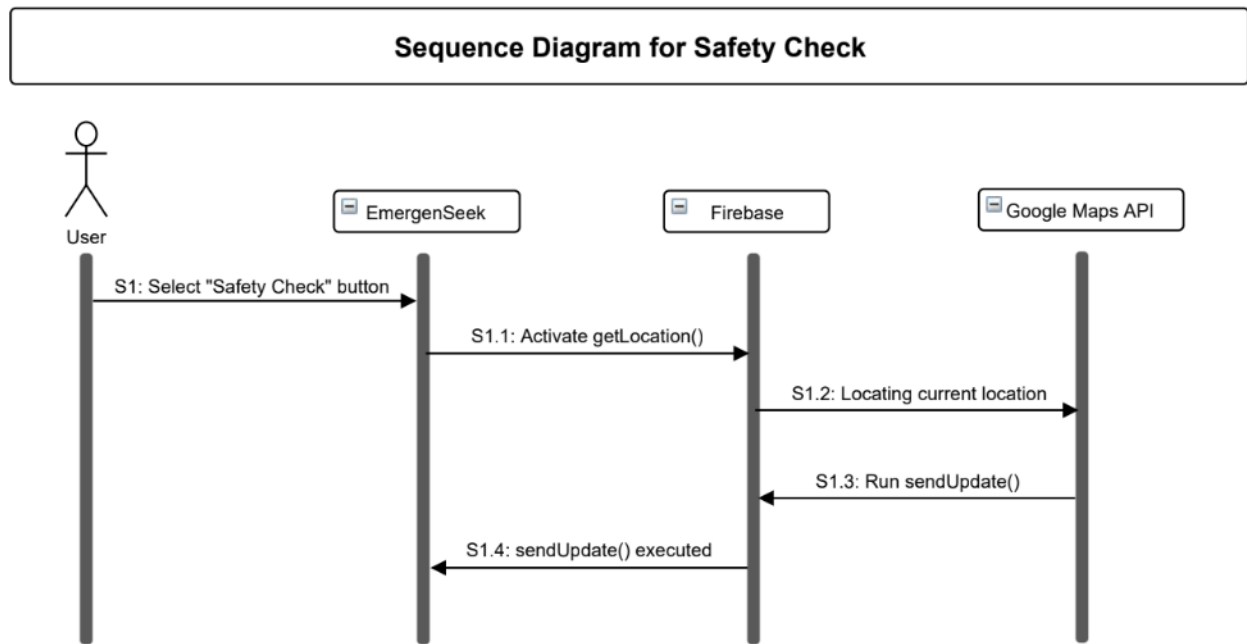 Sequence Diagram for Safety Check
User
EmergenSeek
Firebase
Google Maps API
S1: Select "Safety Check" button
S1.1: Activate getLocation()
S1.2: Locating current location
S1.3: Run sendUpdate()
S1.4: sendUpdate() executed